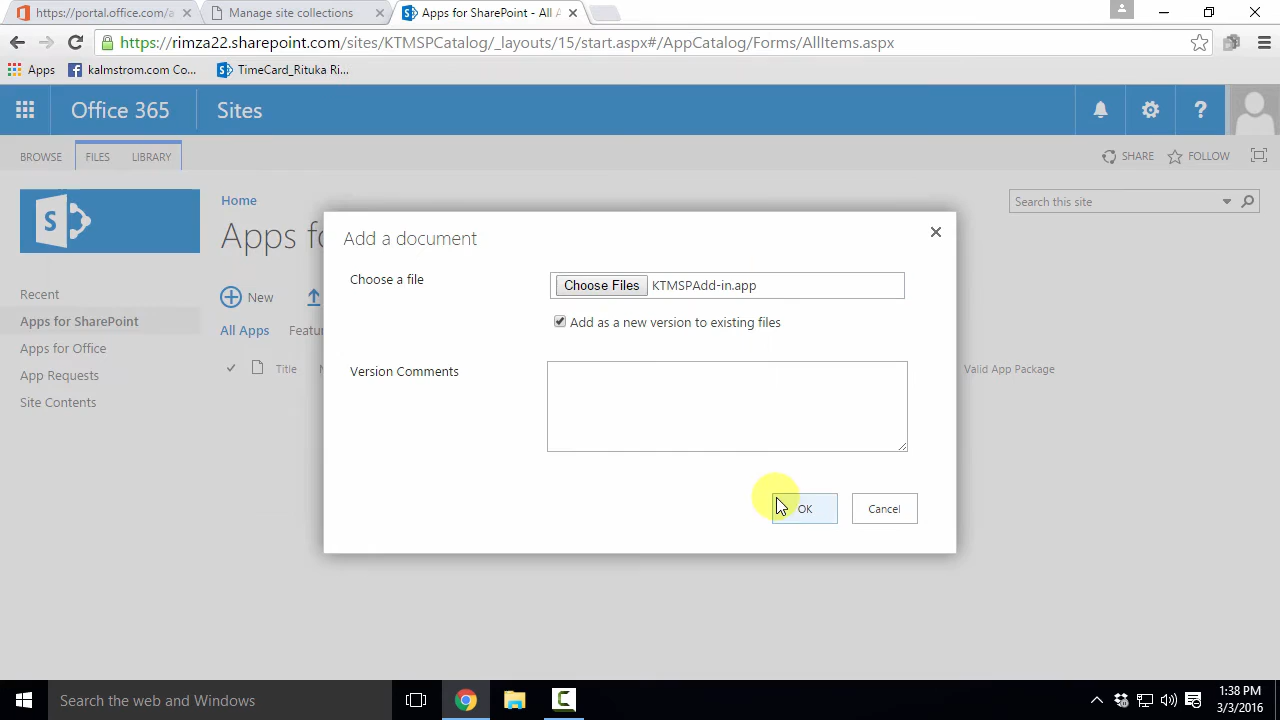 https://portal.office.com/a
Manage site collections
Apps for SharePoint - All A
https://rimza22.sharepoint.com/sites/KTMSPCatalog/_layouts/15/start.aspx#/AppCatalog/Forms/AllItems.aspx
Apps
kalmstrom.com Co...
TimeCard_Rituka Ri...
Office 365
Sites
BROWSE
FILES
LIBRARY
SHARE
FOLLOW
S
Home
Search this site
Apps fo
Add a document
Choose a file
Choose Files
KTMSPAdd-in.app
Recent
New
Apps for SharePoint
Add as a new version to existing files
All Apps
Featu
Apps for Office
Title
Version Comments
Valid App Package
App Requests
Site Contents
OK
Cancel
Search the web and Windows
1:38 PM
3/3/2016